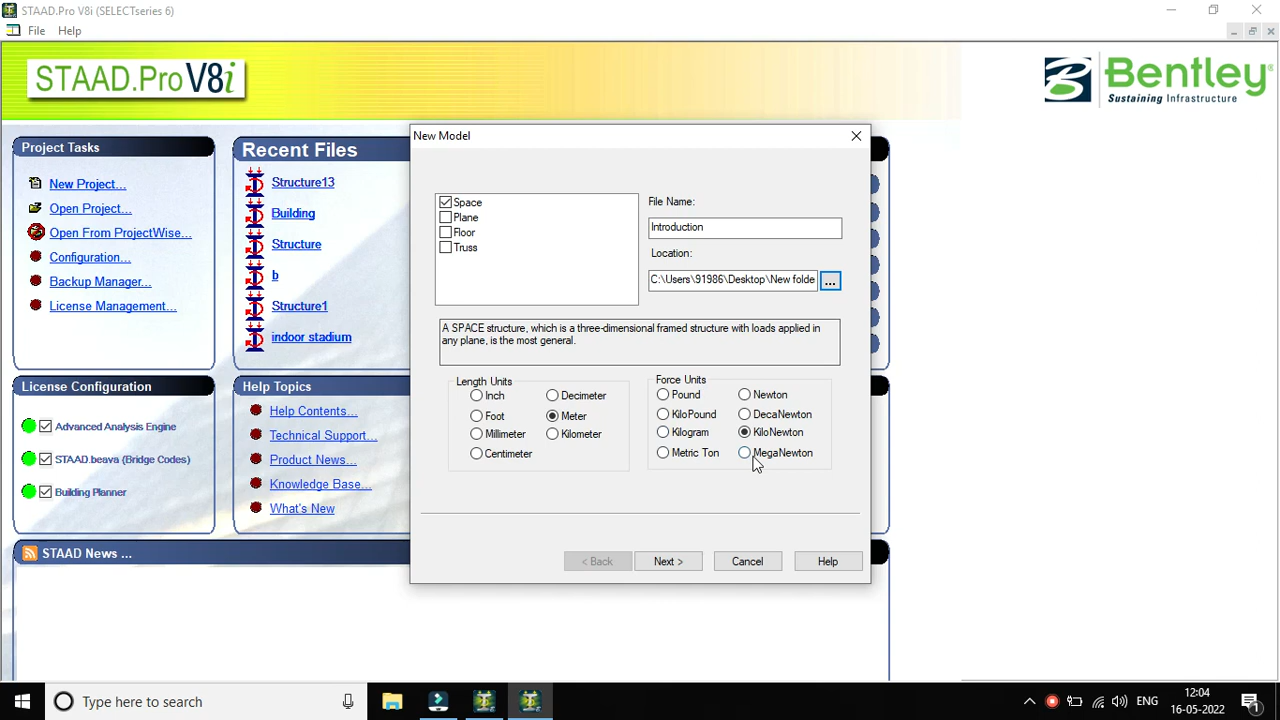 STAAD.Pro V8i (SELECTseries 6)
File Help
STAAD.Pro V8i
Bentley
Sustaining Infrastructure
Project Tasks
New Project...
Open Project...
Open From ProjectWise...
Configuration...
Backup Manager...
License Management...
Recent Files
Structure13
Building
Structure
b
Structure1
indoor stadium
New Model
Space
Plane
Floor
Truss
File Name:
Introduction
Location:
C:\Users\91986\Desktop\New folde
...
A SPACE structure, which is a three-dimensional framed structure with loads applied in
any plane, is the most general.
Length Units
Inch
Decimeter
Foot
Meter
Millimeter
Kilometer
Centimeter
Force Units
Pound
Newton
KiloPound
DecaNewton
Kilogram
KiloNewton
Metric Ton
MegaNewton
< Back
Next >
Cancel
Help
License Configuration
Advanced Analysis Engine
STAAD.beava (Bridge Codes)
Building Planner
Help Topics
Help Contents...
Technical Support...
Product News...
Knowledge Base...
What's New
STAAD News ...
Type here to search
ENG
12:04
16-05-2022
1